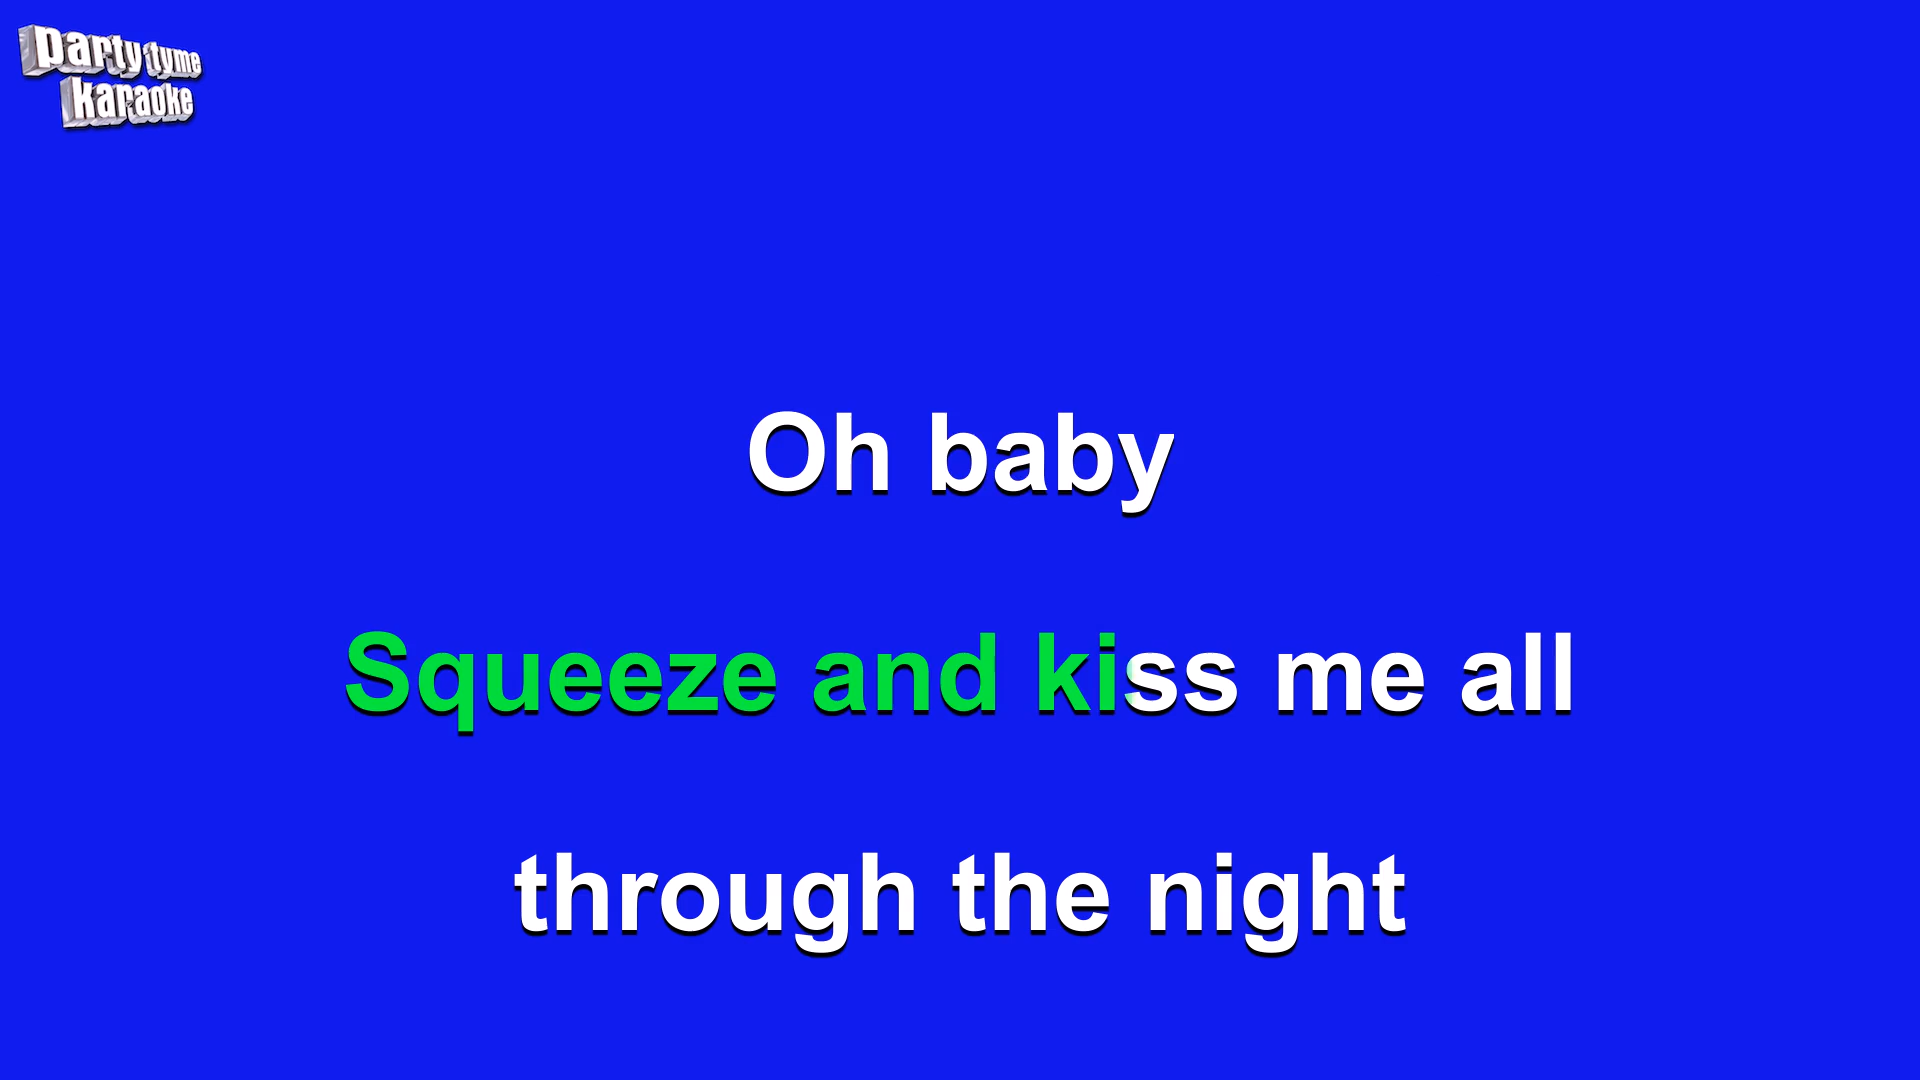 party tyme
karaoke
Oh baby
Squeeze and kiss me all
through the night